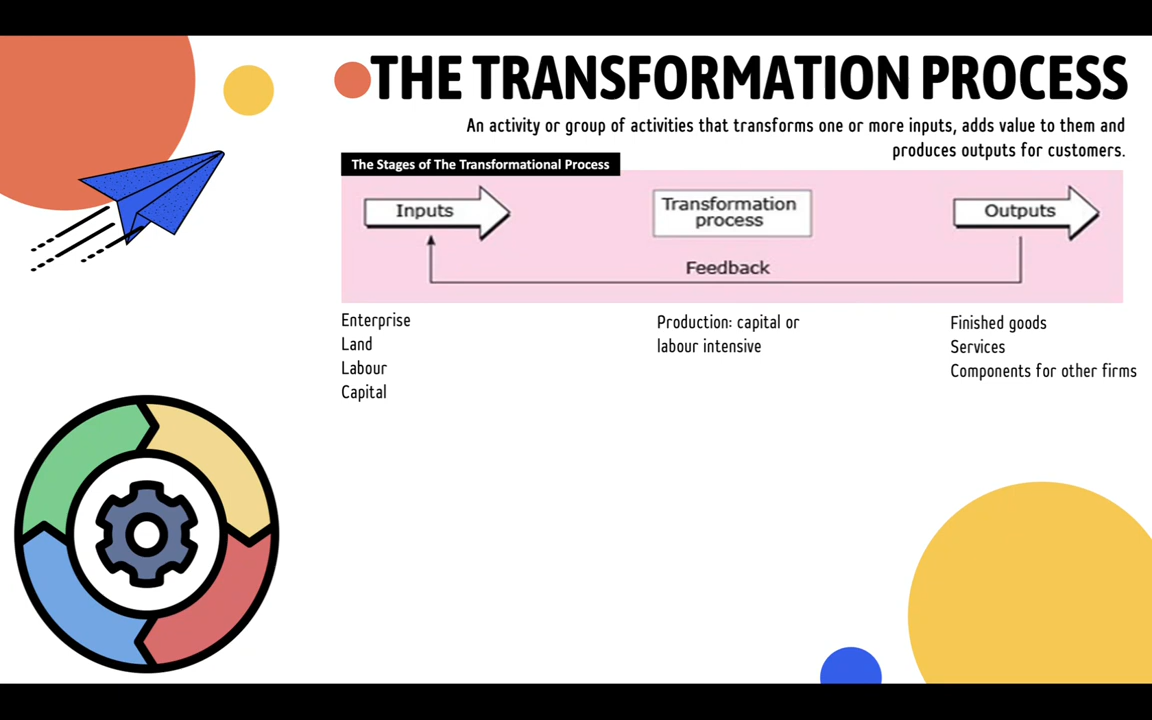 THE TRANSFORMATION PROCESS
An activity or group of activities that transforms one or more inputs, adds value to them and
produces outputs for customers.
The Stages of The Transformational Process
Inputs
Transformation
process
Outputs
Feedback
Enterprise
Land
Labour
Capital
Production: capital or
labour intensive
Finished goods
Services
Components for other firms